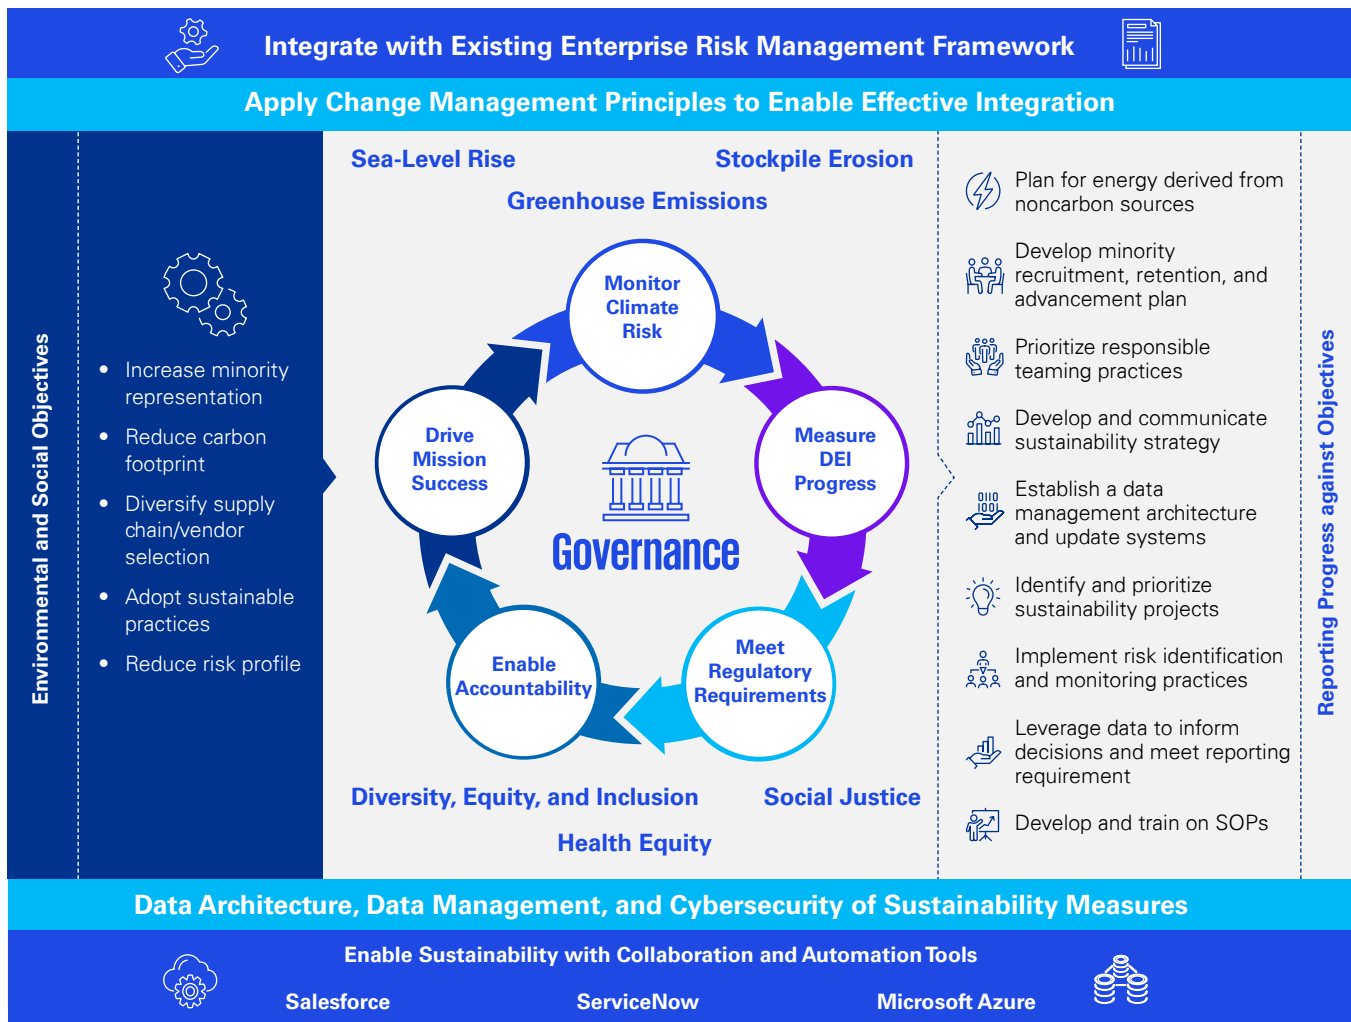 Integrate with Existing Enterprise Risk Management Framework
Apply Change Management Principles to Enable Effective Integration
Environmental and Social Objectives
• Increase minority
representation
• Reduce carbon
footprint
• Diversify supply
chain/vendor
selection
• Adopt sustainable
practices
• Reduce risk profile
Sea-Level Rise
Stockpile Erosion
Greenhouse Emissions
Monitor
Climate
Risk
Measure
DEI
Progress
Meet
Regulatory
Requirements
Enable
Accountability
Drive
Mission
Success
Governance
Diversity, Equity, and Inclusion
Social Justice
Health Equity
Plan for energy derived from
noncarbon sources
Develop minority
recruitment, retention, and
advancement plan
Prioritize responsible
teaming practices
Develop and communicate
sustainability strategy
0110
1001
Establish a data
management architecture
and update systems
Identify and prioritize
sustainability projects
Implement risk identification
and monitoring practices
Leverage data to inform
decisions and meet reporting
requirement
Develop and train on SOPs
Reporting Progress against Objectives
Data Architecture, Data Management, and Cybersecurity of Sustainability Measures
Enable Sustainability with Collaboration and Automation Tools
Salesforce
ServiceNow
Microsoft Azure